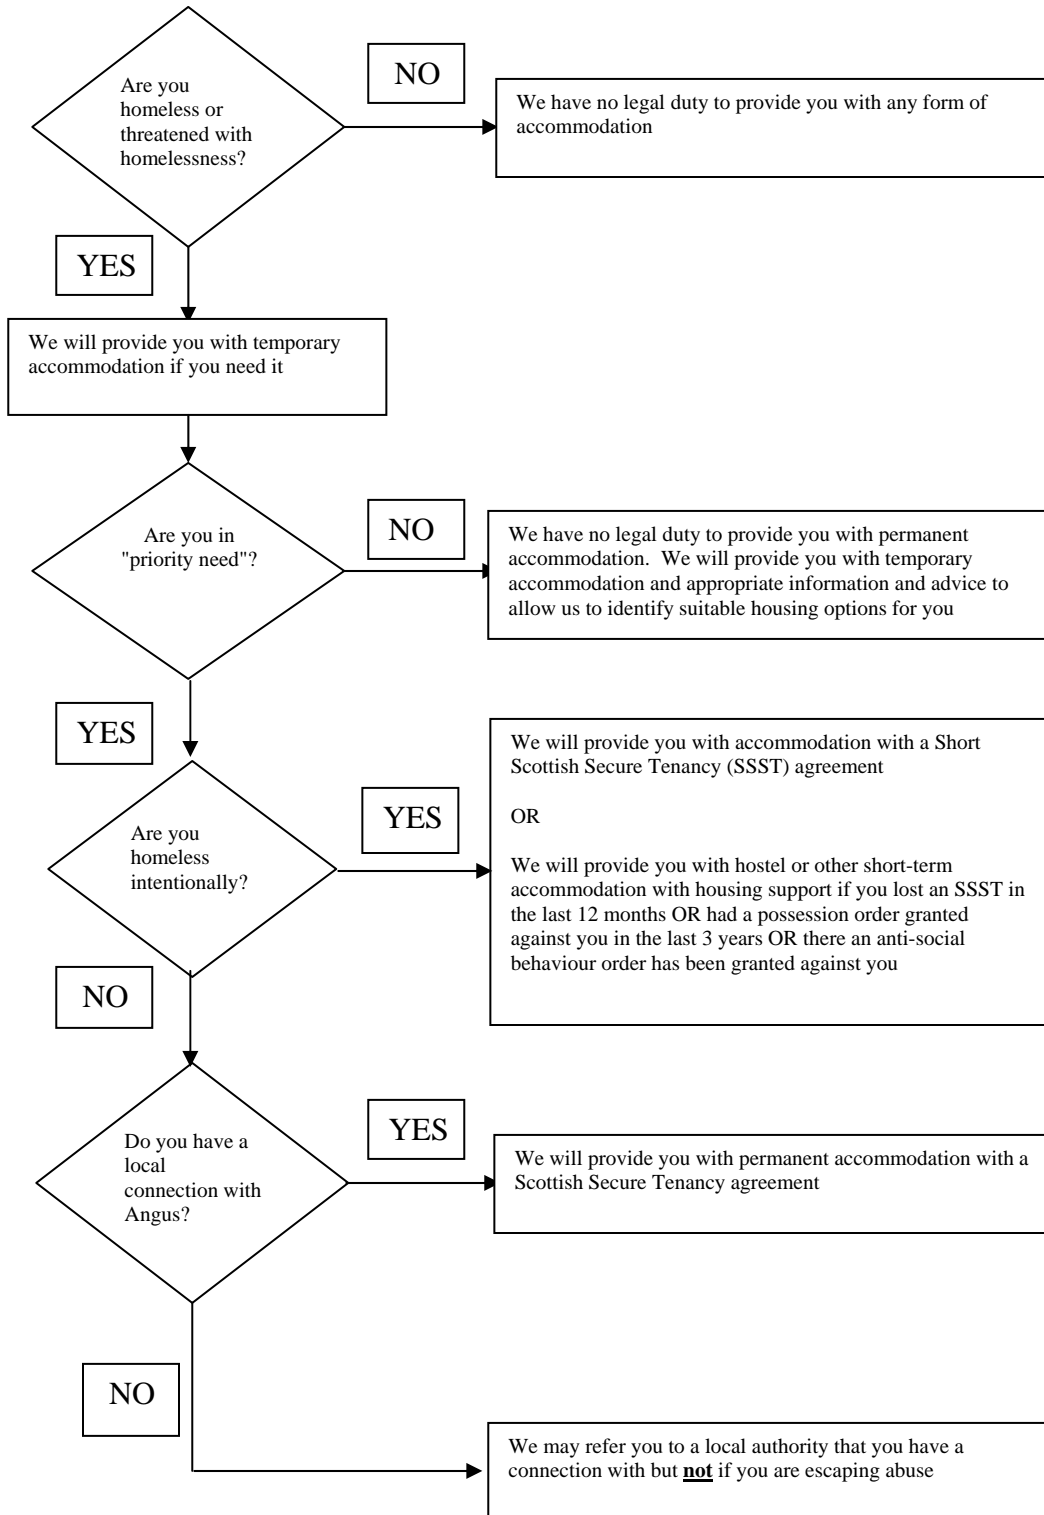 Are you
homeless or
threatened with
homelessness?
NO
We have no legal duty to provide you with any form of
accommodation
YES
We will provide you with temporary
accommodation if you need it
Are you in
"priority need"?
NO
We have no legal duty to provide you with permanent
accommodation.  We will provide you with temporary
accommodation and appropriate information and advice to
allow us to identify suitable housing options for you
YES
Are you
homeless
intentionally?
YES
We will provide you with accommodation with a Short
Scottish Secure Tenancy (SSST) agreement
OR
We will provide you with hostel or other short-term
accommodation with housing support if you lost an SSST in
the last 12 months OR had a possession order granted
against you in the last 3 years OR there an anti-social
behaviour order has been granted against you
NO
Do you have a
local
connection with
Angus?
YES
We will provide you with permanent accommodation with a
Scottish Secure Tenancy agreement
NO
We may refer you to a local authority that you have a
connection with but not if you are escaping abuse